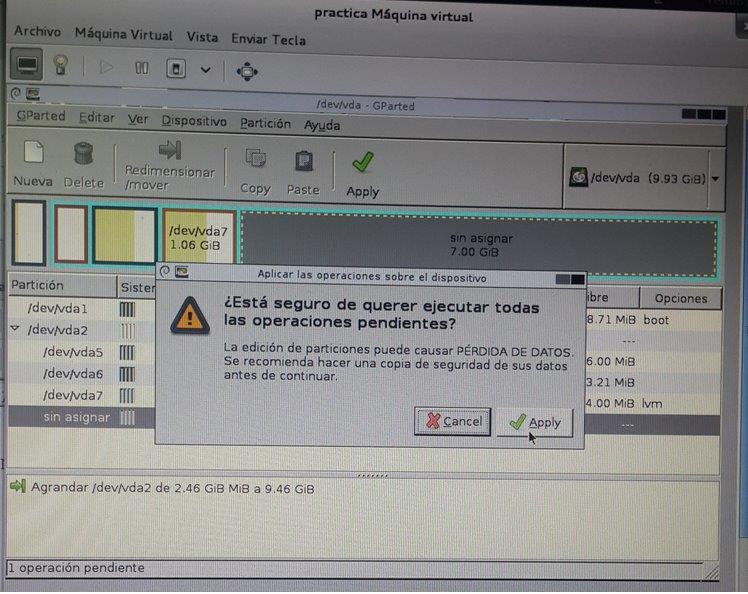 practica Máquina virtual
Archivo Máquina Virtual Vista Enviar Tecla
/dev/vda - GParted
GParted Editar Ver Dispositivo Partición Ayuda
Nueva Delete Redimensionar
/mover Copy Paste Apply /dev/vda (9.93 GiB)
/dev/vda7
1.06 GiB
sin asignar
7.00 GiB
Partición Sister ibre Opciones
/dev/vda1 8.71 MiB boot
/dev/vda2 ---
/dev/vda5 6.00 MiB
/dev/vda6 3.21 MiB
/dev/vda7 4.00 MiB lvm
sin asignar ---
Aplicar las operaciones sobre el dispositivo
¿Está seguro de querer ejecutar todas
las operaciones pendientes?
La edición de particiones puede causar PÉRDIDA DE DATOS.
Se recomienda hacer una copia de seguridad de sus datos
antes de continuar.
Cancel Apply
Agrandar /dev/vda2 de 2.46 GiB MiB a 9.46 GiB
1 operación pendiente